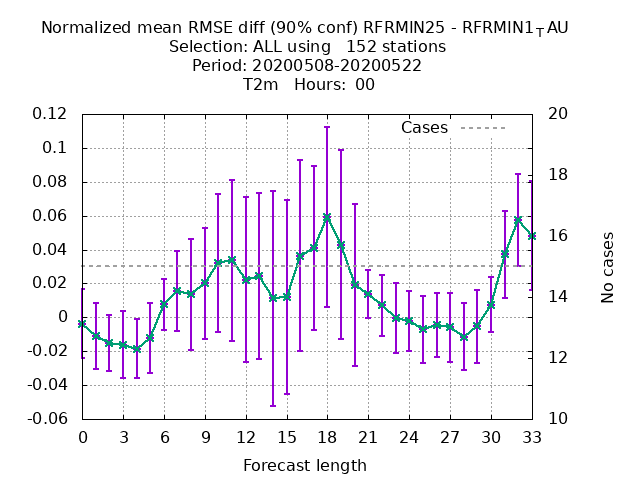 Normalized mean RMSE diff (90% conf) RFRMIN25 - RFRMIN1_TAU
Selection: ALL using   152 stations
Period: 20200508-20200522
T2m   Hours:  00
Cases
0.12
0.1
0.08
0.06
0.04
0.02
0
-0.02
-0.04
-0.06
20
18
16
14
12
10
No cases
0 3 6 9 12 15 18 21 24 27 30 33
Forecast length